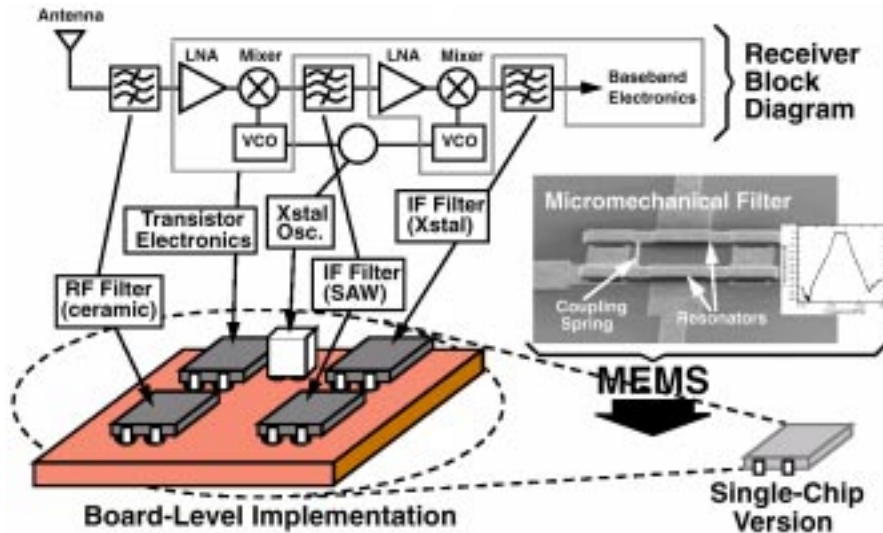 Antenna
LNA
Mixer
LNA
Mixer
Baseband
Electronics
VCO
VCO
Receiver
Block
Diagram
Transistor
Electronics
Xstal
Osc.
IF Filter
(Xstal)
RF Filter
(ceramic)
IF Filter
(SAW)
Micromechanical Filter
Coupling
Spring
Resonators
MEMS
Board-Level Implementation
Single-Chip
Version